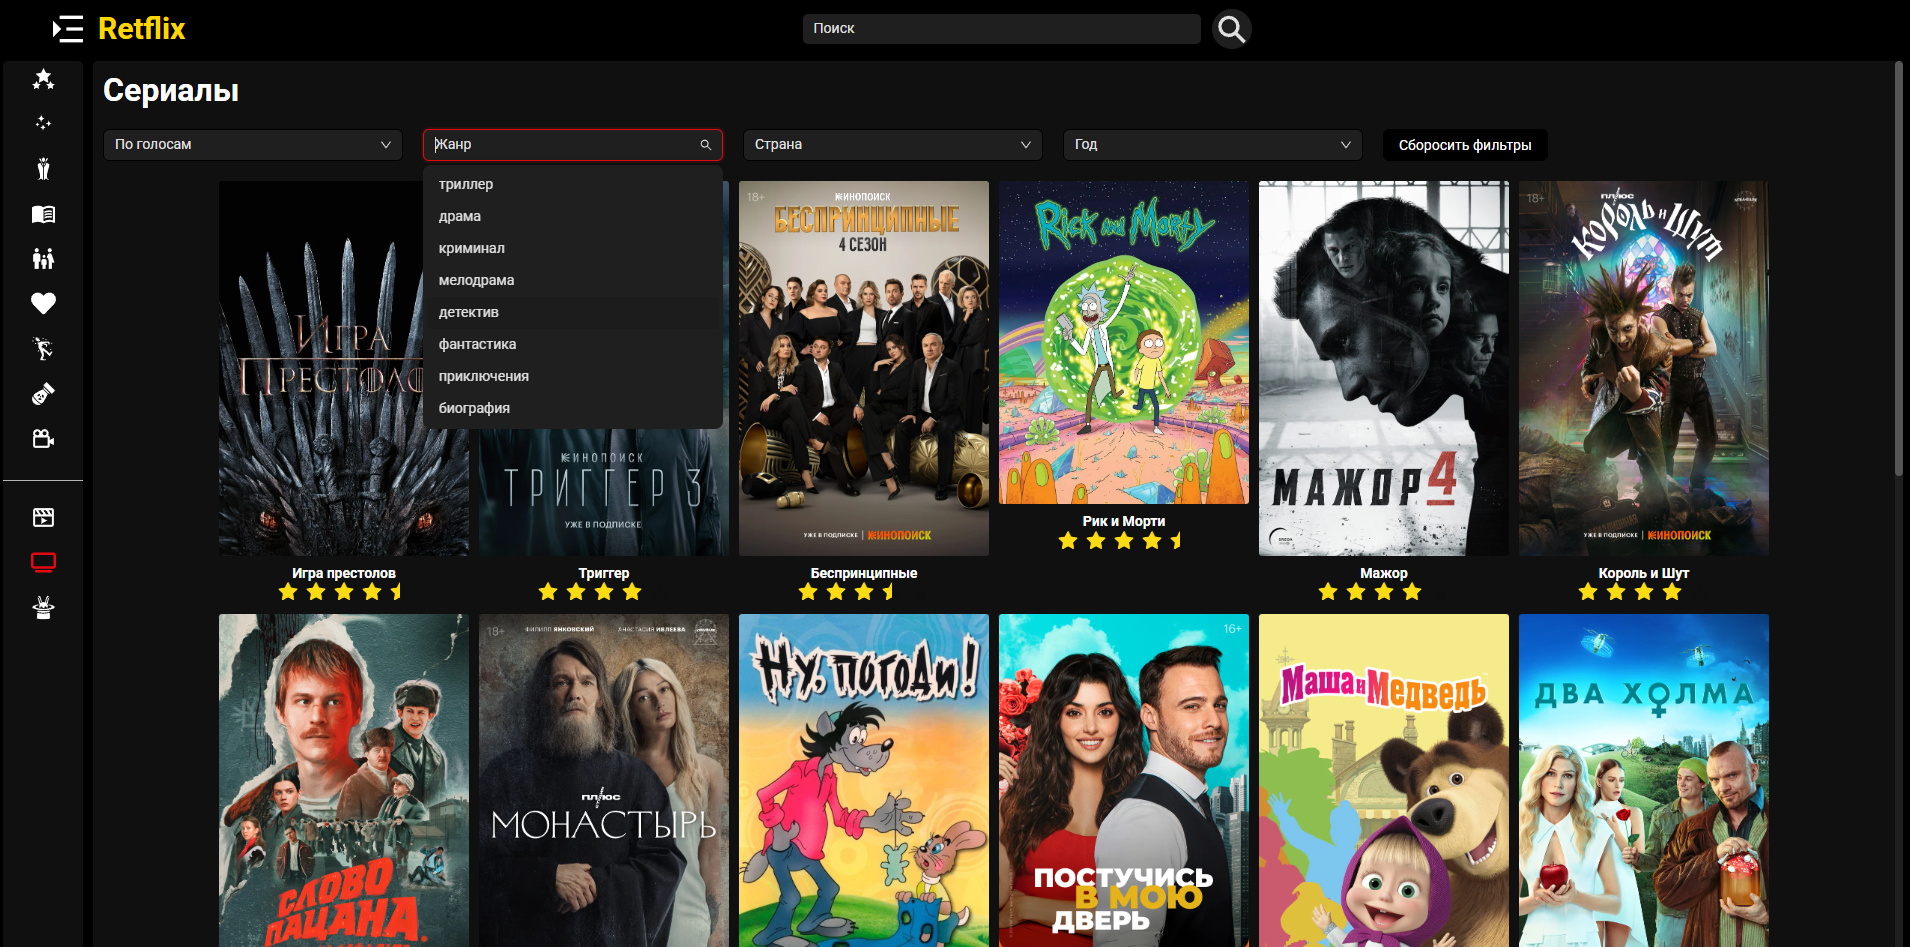 Retflix
Поиск
Сериалы
По голосам
Жанр
Страна
Год
Сбросить фильтры
триллер
драма
криминал
мелодрама
детектив
фантастика
приключения
биография
ИГРА
ПРЕСТОЛО
КИНОПОИСК
ТРИГГЕР 3
УЖЕ В ПОДПИСКЕ
18+
КИНОПОИСК
БЕСПРИНЦИПНЫЕ
4 СЕЗОН
УЖЕ В ПОДПИСКЕ | КИНОПОИСК
RICK AND MORTY
МАЖОР 4
18+
ПЛЮС
КОРОЛЬ И ШУТ
УЖЕ В ПОДПИСКЕ | КИНОПОИСК
Игра престолов
Триггер
Беспринципные
Рик и Морти
Мажор
Король и Шут
СЛОВО
ПАЦАНА.
18+
ФИЛИПП ЯНКОВСКИЙ
АНАСТАСИЯ ИВЛЕЕВА
ПЛЮС
МОНАСТЫРЬ
НУ, ПОГОДИ!
16+
ПОСТУЧИСЬ
В МОЮ
ДВЕРЬ
Маша и Медведь
ДВА ХОЛМА